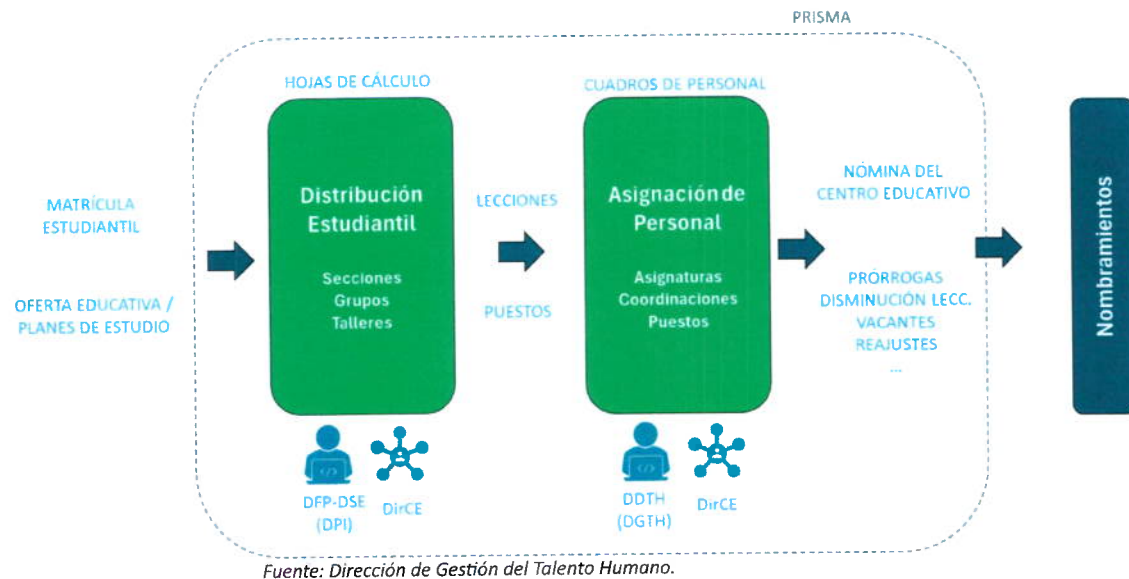 PRISMA
HOJAS DE CÁLCULO
CUADROS DE PERSONAL
MATRÍCULA
ESTUDIANTIL
OFERTA EDUCATIVA /
PLANES DE ESTUDIO
Distribución
Estudiantil
Secciones
Grupos
Talleres
LECCIONES
PUESTOS
Asignación de
Personal
Asignaturas
Coordinaciones
Puestos
NÓMINA DEL
CENTRO EDUCATIVO
PRÓRROGAS
DISMINUCIÓN LECC.
VACANTES
REAJUSTES
...
Nombramientos
DFP-DSE
(DPI)
DirCE
DDTH
(DGTH)
DirCE
Fuente: Dirección de Gestión del Talento Humano.